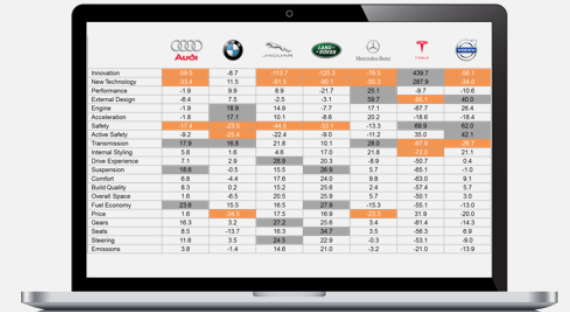 Audi JAGUAR LAND ROVER Mercedes-Benz TESLA VOLVO
Innovation -59.5 -8.7 -113.7 -125.3 -76.5 439.7 -56.1
New Technology -33.4 11.5 -81.5 -90.1 -50.3 287.9 -34.0
Performance -1.9 9.9 8.9 -21.7 25.1 -9.7 -10.6
External Design -6.4 7.5 -2.5 -3.1 59.7 -95.1 40.0
Engine -1.9 18.9 14.9 -7.7 17.1 -67.7 26.4
Acceleration -1.8 17.1 10.1 -8.6 20.2 -18.6 -18.4
Safety -17.4 -23.5 -44.5 -33.1 -13.3 69.9 62.0
Active Safety -9.2 -25.4 -22.4 -9.0 -11.2 35.0 42.1
Transmission 17.9 16.8 21.8 10.1 28.0 -67.9 -26.7
Internal Styling 5.8 1.6 4.6 17.0 21.8 -72.0 21.1
Drive Experience 7.1 2.9 28.9 20.3 -8.9 -50.7 0.4
Suspension 18.6 -0.5 15.5 26.9 5.7 -65.1 -1.0
Comfort 6.8 -4.4 17.6 24.0 9.8 -63.0 9.1
Build Quality 8.3 0.2 15.2 25.6 2.4 -57.4 5.7
Overall Space 1.6 -6.5 20.5 25.9 5.7 -50.1 3.0
Fuel Economy 23.6 15.5 16.5 27.9 -15.3 -55.1 -13.0
Price 1.6 -24.5 17.5 16.9 -23.3 31.9 -20.0
Gears 16.3 3.2 27.2 25.6 3.4 -61.4 -14.3
Seats 8.5 -13.7 16.3 34.7 3.5 -56.3 6.9
Steering 11.6 3.5 24.5 22.9 -0.3 -53.1 -9.0
Emissions 3.8 -1.4 14.6 21.0 -3.2 -21.0 -13.9